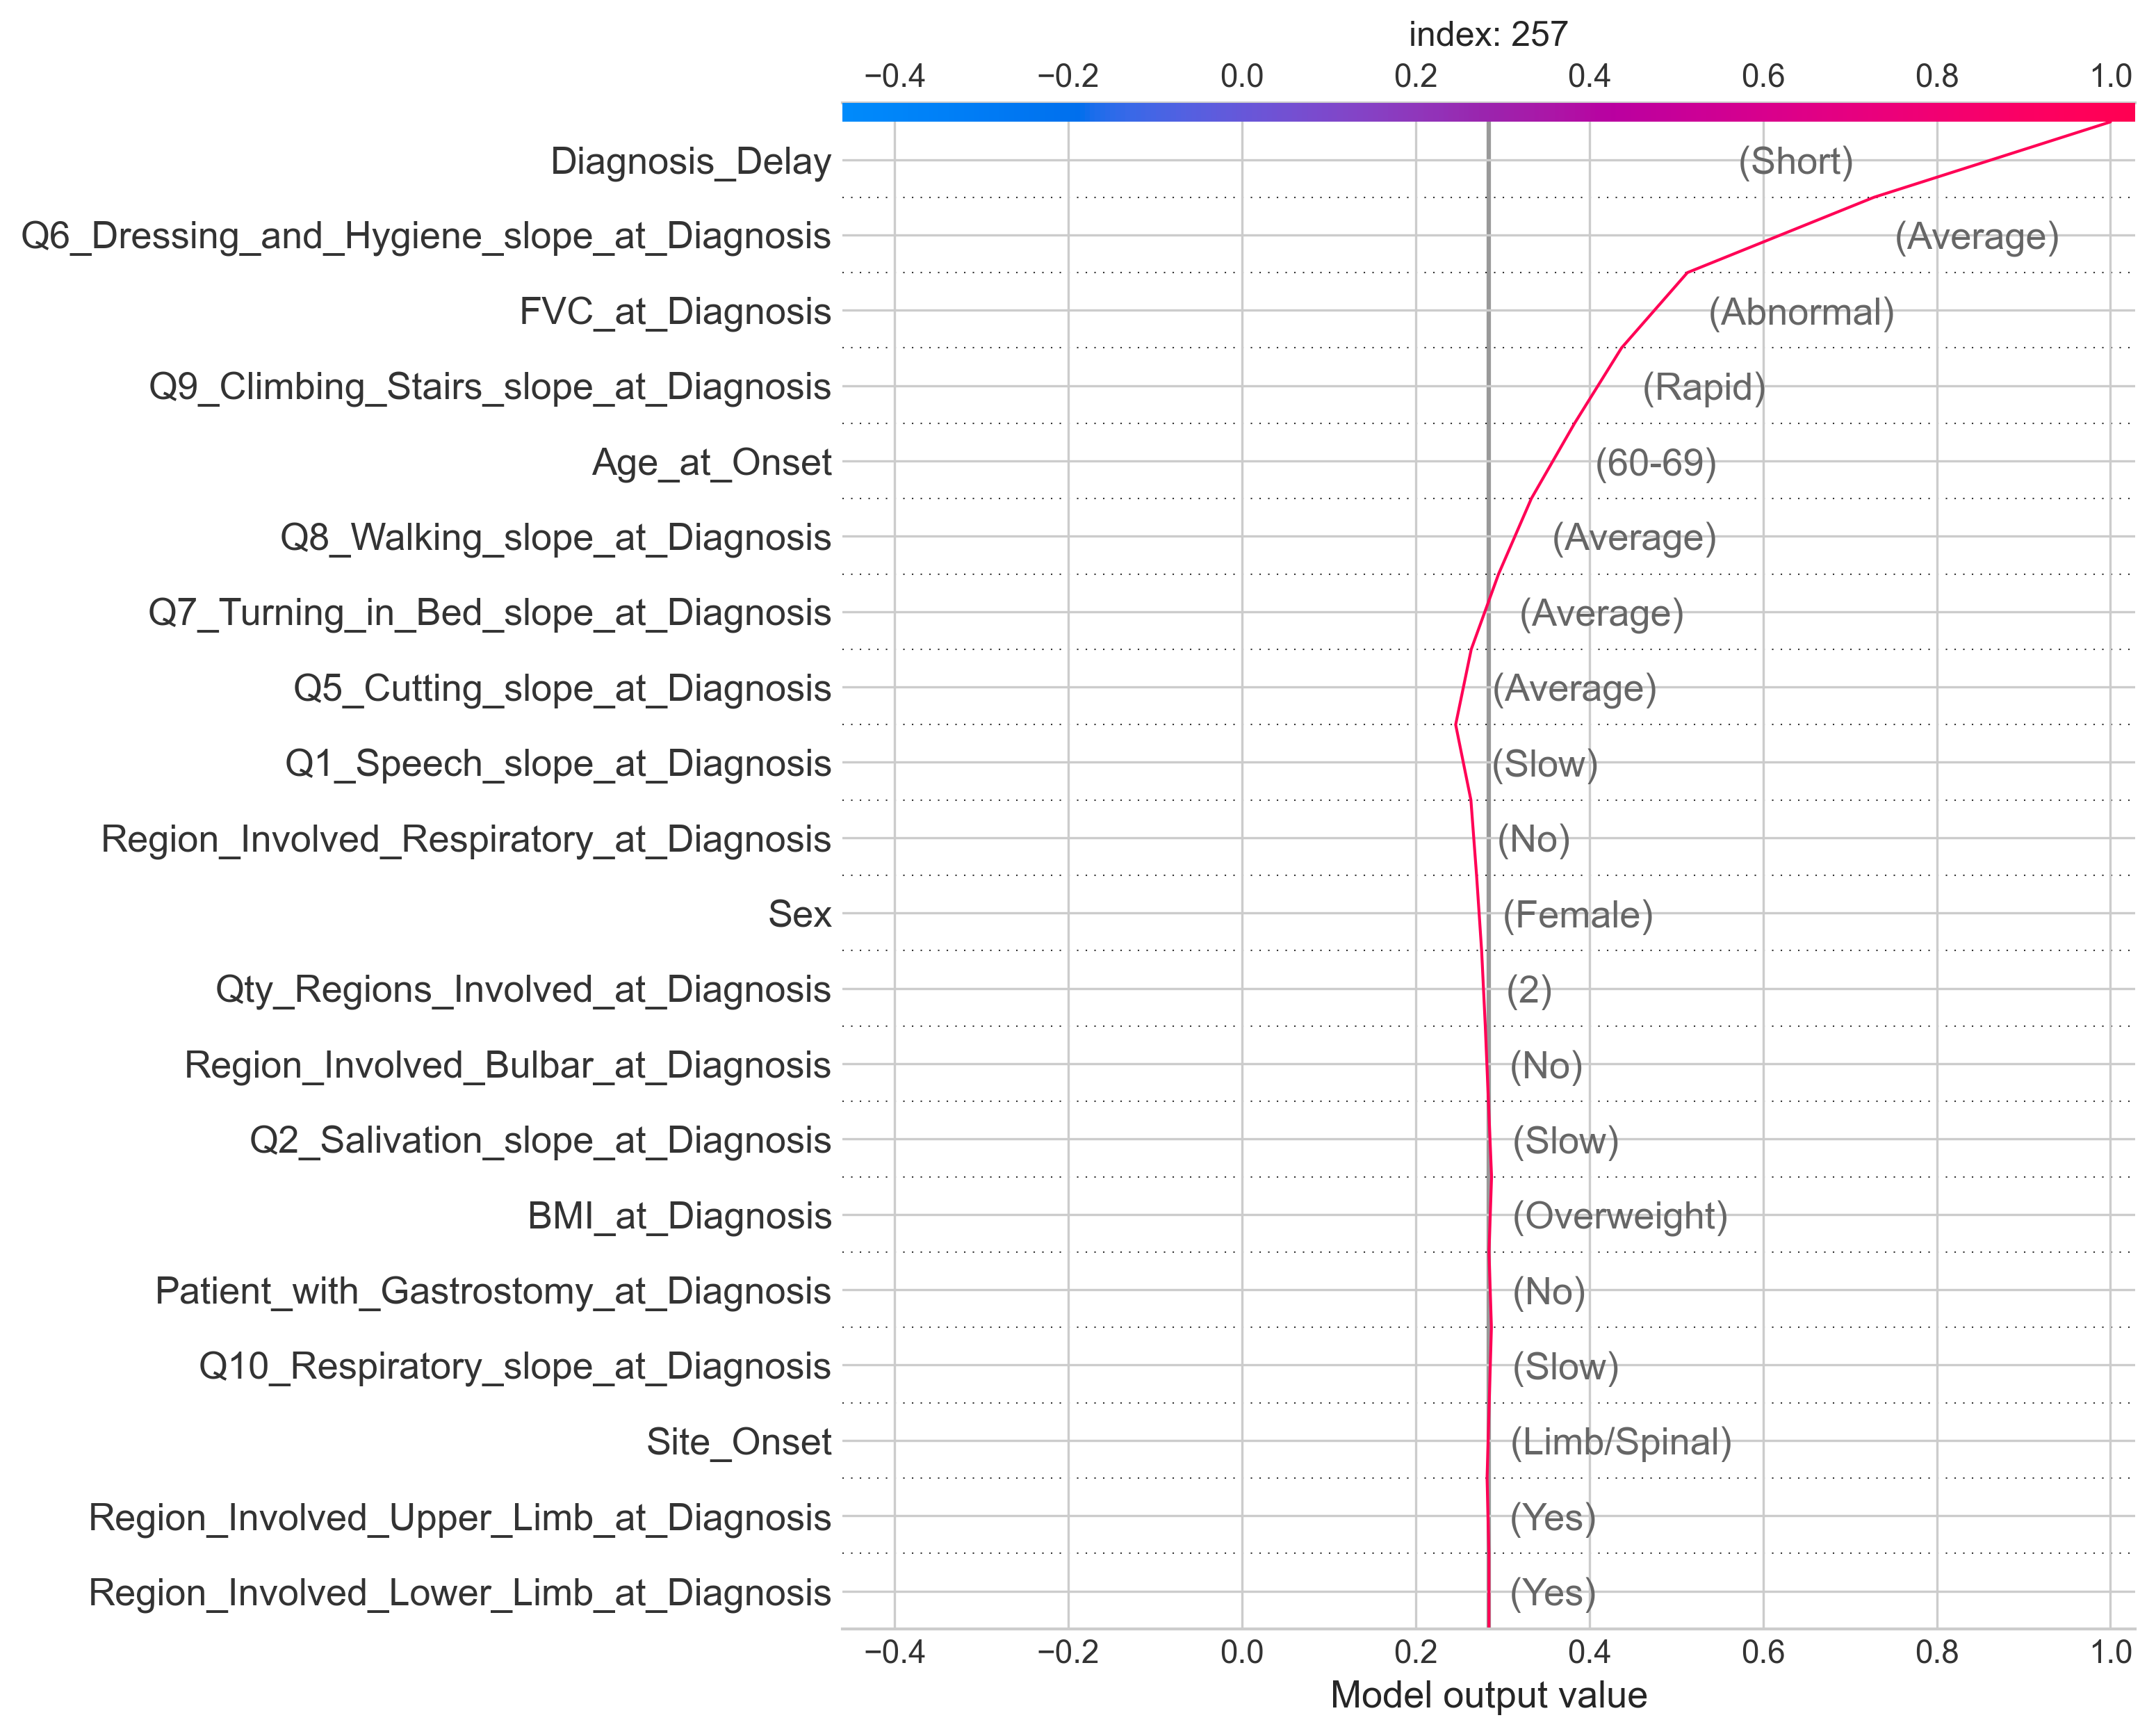 index: 257
−0.4 −0.2 0.0 0.2 0.4 0.6 0.8 1.0
Diagnosis_Delay (Short)
Q6_Dressing_and_Hygiene_slope_at_Diagnosis (Average)
FVC_at_Diagnosis (Abnormal)
Q9_Climbing_Stairs_slope_at_Diagnosis (Rapid)
Age_at_Onset (60-69)
Q8_Walking_slope_at_Diagnosis (Average)
Q7_Turning_in_Bed_slope_at_Diagnosis (Average)
Q5_Cutting_slope_at_Diagnosis (Average)
Q1_Speech_slope_at_Diagnosis (Slow)
Region_Involved_Respiratory_at_Diagnosis (No)
Sex (Female)
Qty_Regions_Involved_at_Diagnosis (2)
Region_Involved_Bulbar_at_Diagnosis (No)
Q2_Salivation_slope_at_Diagnosis (Slow)
BMI_at_Diagnosis (Overweight)
Patient_with_Gastrostomy_at_Diagnosis (No)
Q10_Respiratory_slope_at_Diagnosis (Slow)
Site_Onset (Limb/Spinal)
Region_Involved_Upper_Limb_at_Diagnosis (Yes)
Region_Involved_Lower_Limb_at_Diagnosis (Yes)
−0.4 −0.2 0.0 0.2 0.4 0.6 0.8 1.0
Model output value